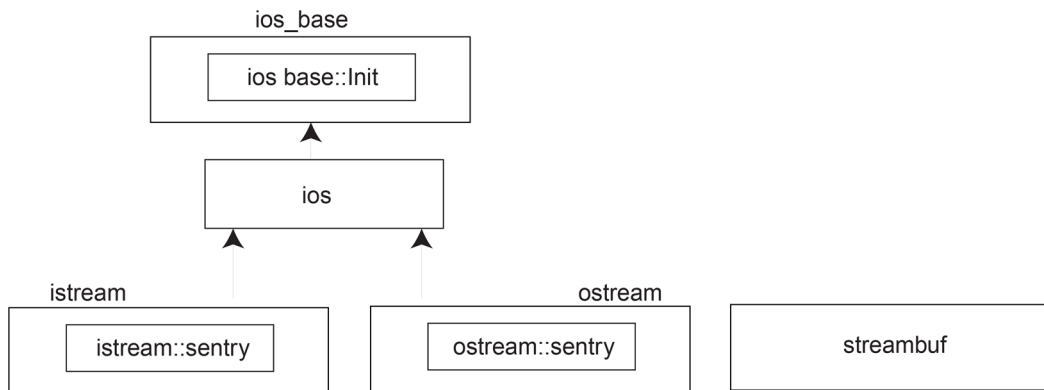 ios_base
ios base::Init
ios
istream
ostream
istream::sentry
ostream::sentry
streambuf